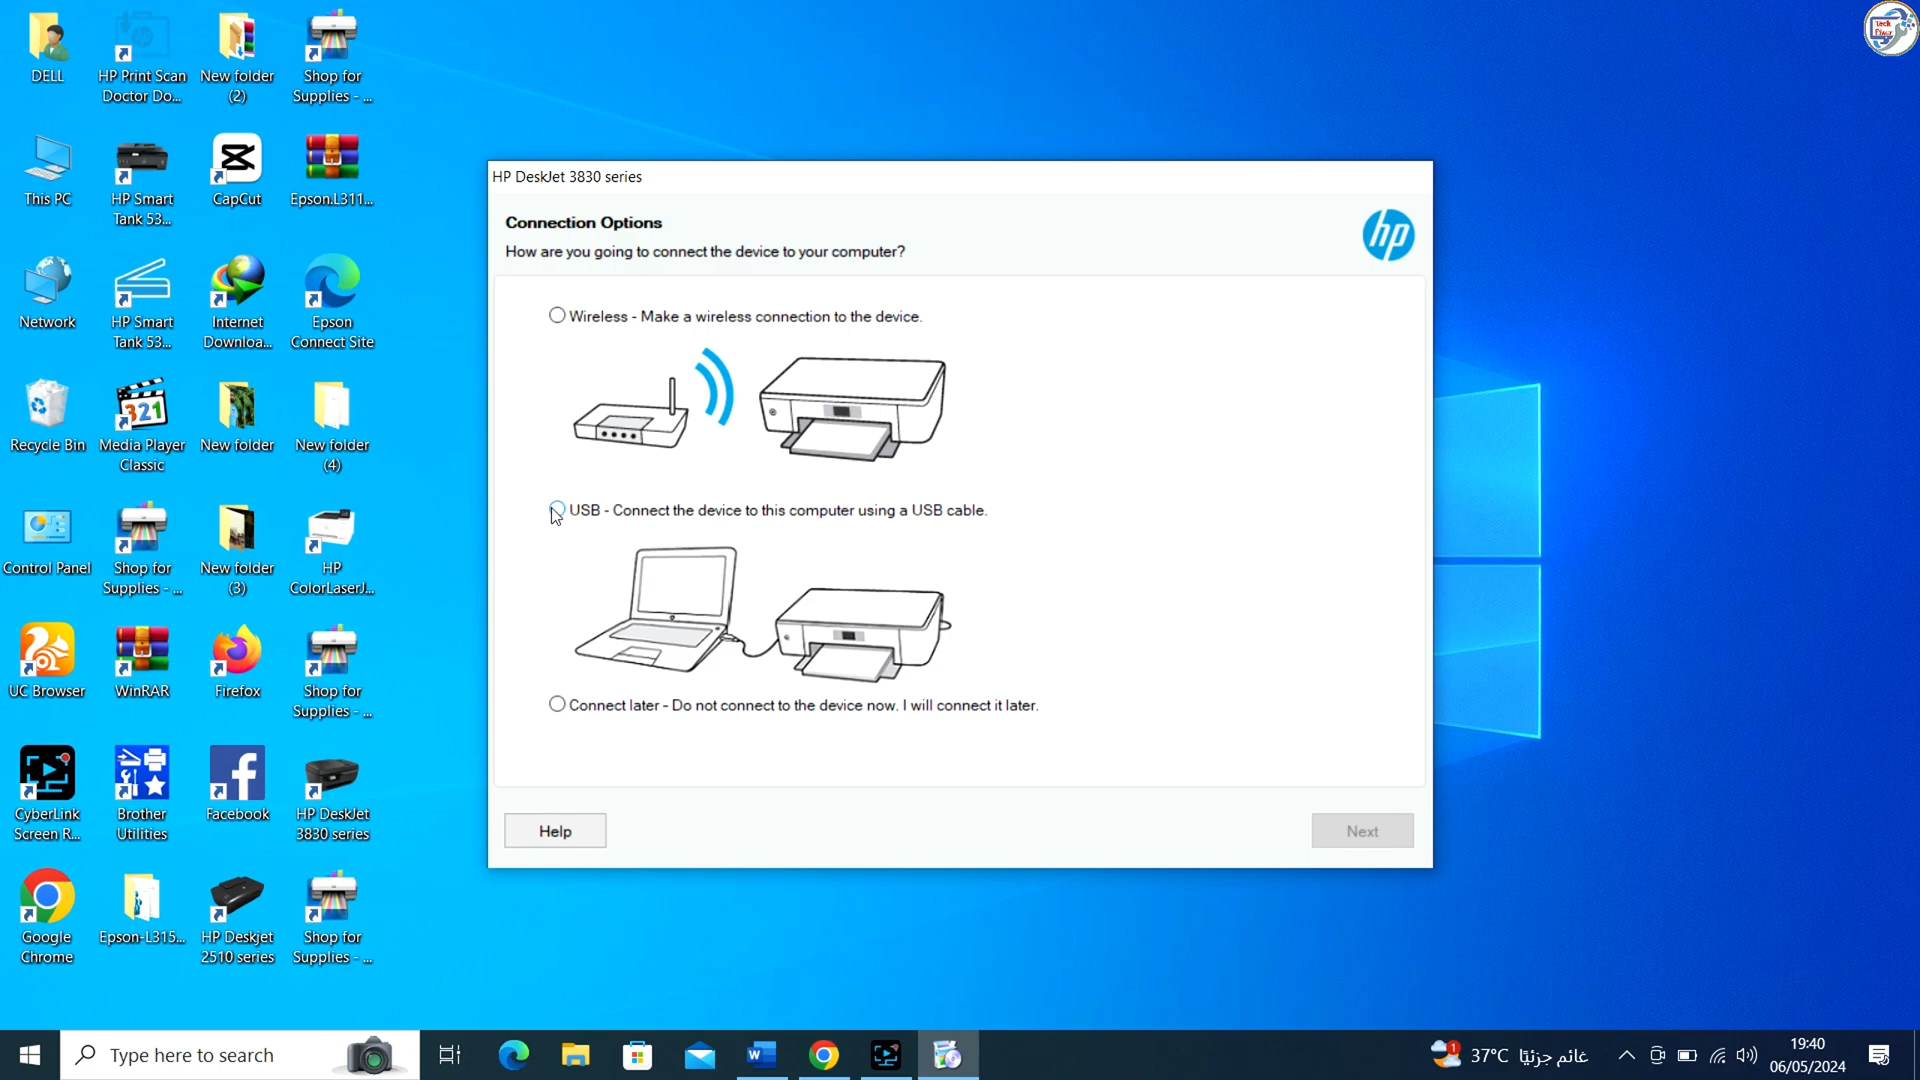 DELL
HP Print Scan
Doctor Do...
New folder
(2)
Shop for
Supplies - ...
This PC
HP Smart
Tank 53...
CapCut
Epson.L311...
Network
HP Smart
Tank 53...
Internet
Downloa...
Epson
Connect Site
Recycle Bin
Media Player
Classic
New folder
New folder
(4)
Control Panel
Shop for
Supplies - ...
New folder
(3)
HP
ColorLaserJ...
UC Browser
WinRAR
Firefox
Shop for
Supplies - ...
CyberLink
Screen R...
Brother
Utilities
Facebook
HP DeskJet
3830 series
Google
Chrome
Epson-L315...
HP Deskjet
2510 series
Shop for
Supplies - ...
321
HP DeskJet 3830 series
Connection Options
How are you going to connect the device to your computer?
hp
Wireless - Make a wireless connection to the device.
USB - Connect the device to this computer using a USB cable.
Connect later - Do not connect to the device now. I will connect it later.
Help
Next
Type here to search
W
1
37°C غائم جزئيًا
19:40
06/05/2024